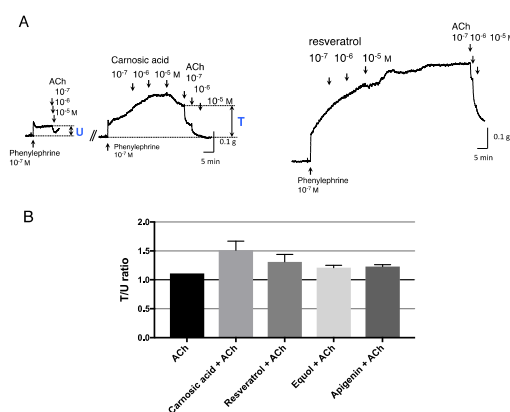 A
Carnosic acid
10-7 10-6 10-5 M
ACh
10-7
10-6
10-5 M
U
Phenylephrine
10-7 M
//
ACh
10-7
10-6
10-5 M
T
0.1 g
5 min
Phenylephrine
10-7 M
resveratrol
10-7 10-6 10-5 M
ACh
10-7 10-6 10-5 M
0.1 g
5 min
Phenylephrine
10-7 M
B
T/U ratio
2.0
1.5
1.0
0.5
0.0
ACh
Carnosic acid + ACh
Resveratrol + ACh
Equol + ACh
Apigenin + ACh